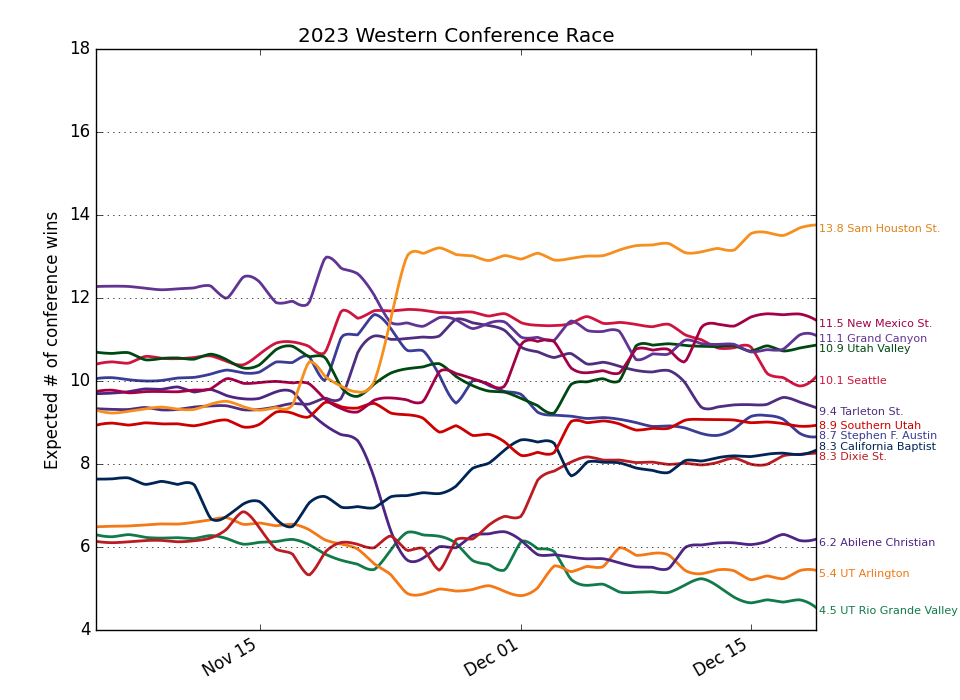 2023 Western Conference Race
Expected # of conference wins
18
16
14
12
10
8
6
4
13.8 Sam Houston St.
11.5 New Mexico St.
11.1 Grand Canyon
10.9 Utah Valley
10.1 Seattle
9.4 Tarleton St.
8.9 Southern Utah
8.7 Stephen F. Austin
8.3 California Baptist
8.3 Dixie St.
6.2 Abilene Christian
5.4 UT Arlington
4.5 UT Rio Grande Valley
Nov 15
Dec 01
Dec 15